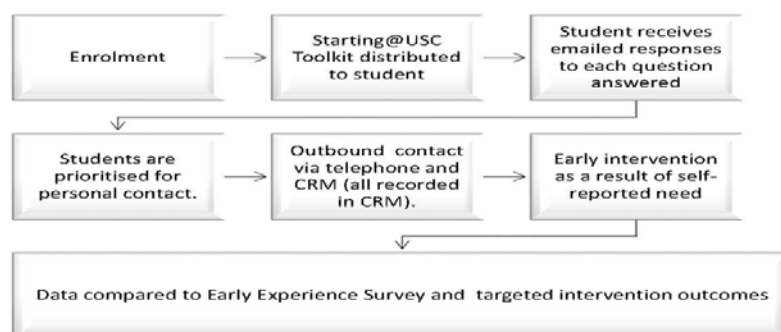 Enrolment
Starting@USC
Toolkit distributed
to student
Student receives
emailed responses
to each question
answered
Students are
prioritised for
personal contact.
Outbound contact
via telephone and
CRM (all recorded
in CRM).
Early intervention
as a result of self-
reported need
Data compared to Early Experience Survey and targeted intervention outcomes